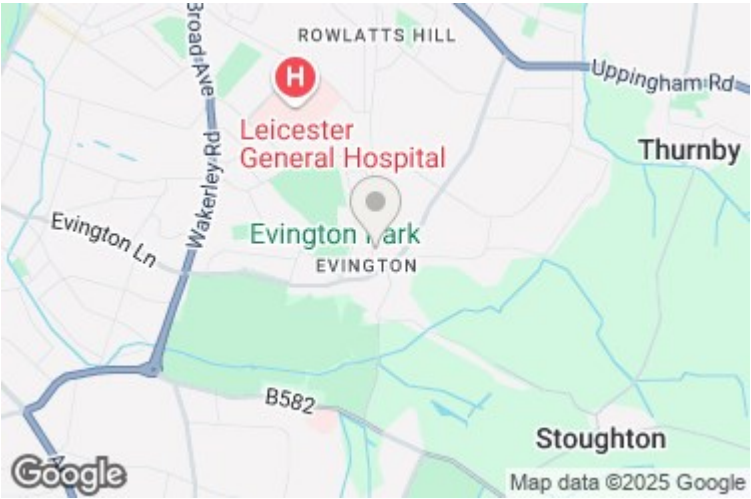 Broad Ave
ROWLATTS HILL
Uppingham Rd
H
Leicester
General Hospital
Thurnby
Wakerley Rd
Evington Ln
Evington Park
EVINGTON
B582
Stoughton
Google
Map data ©2025 Google